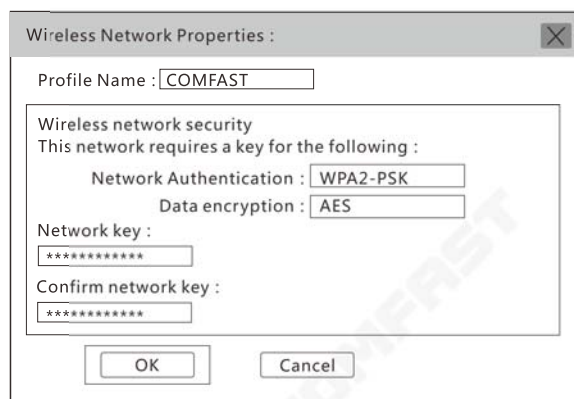 Wireless Network Properties :
Profile Name : COMFAST
Wireless network security
This network requires a key for the following :
Network Authentication : WPA2-PSK
Data encryption : AES
Network key :
************
Confirm network key :
************
OK Cancel
COMFAST